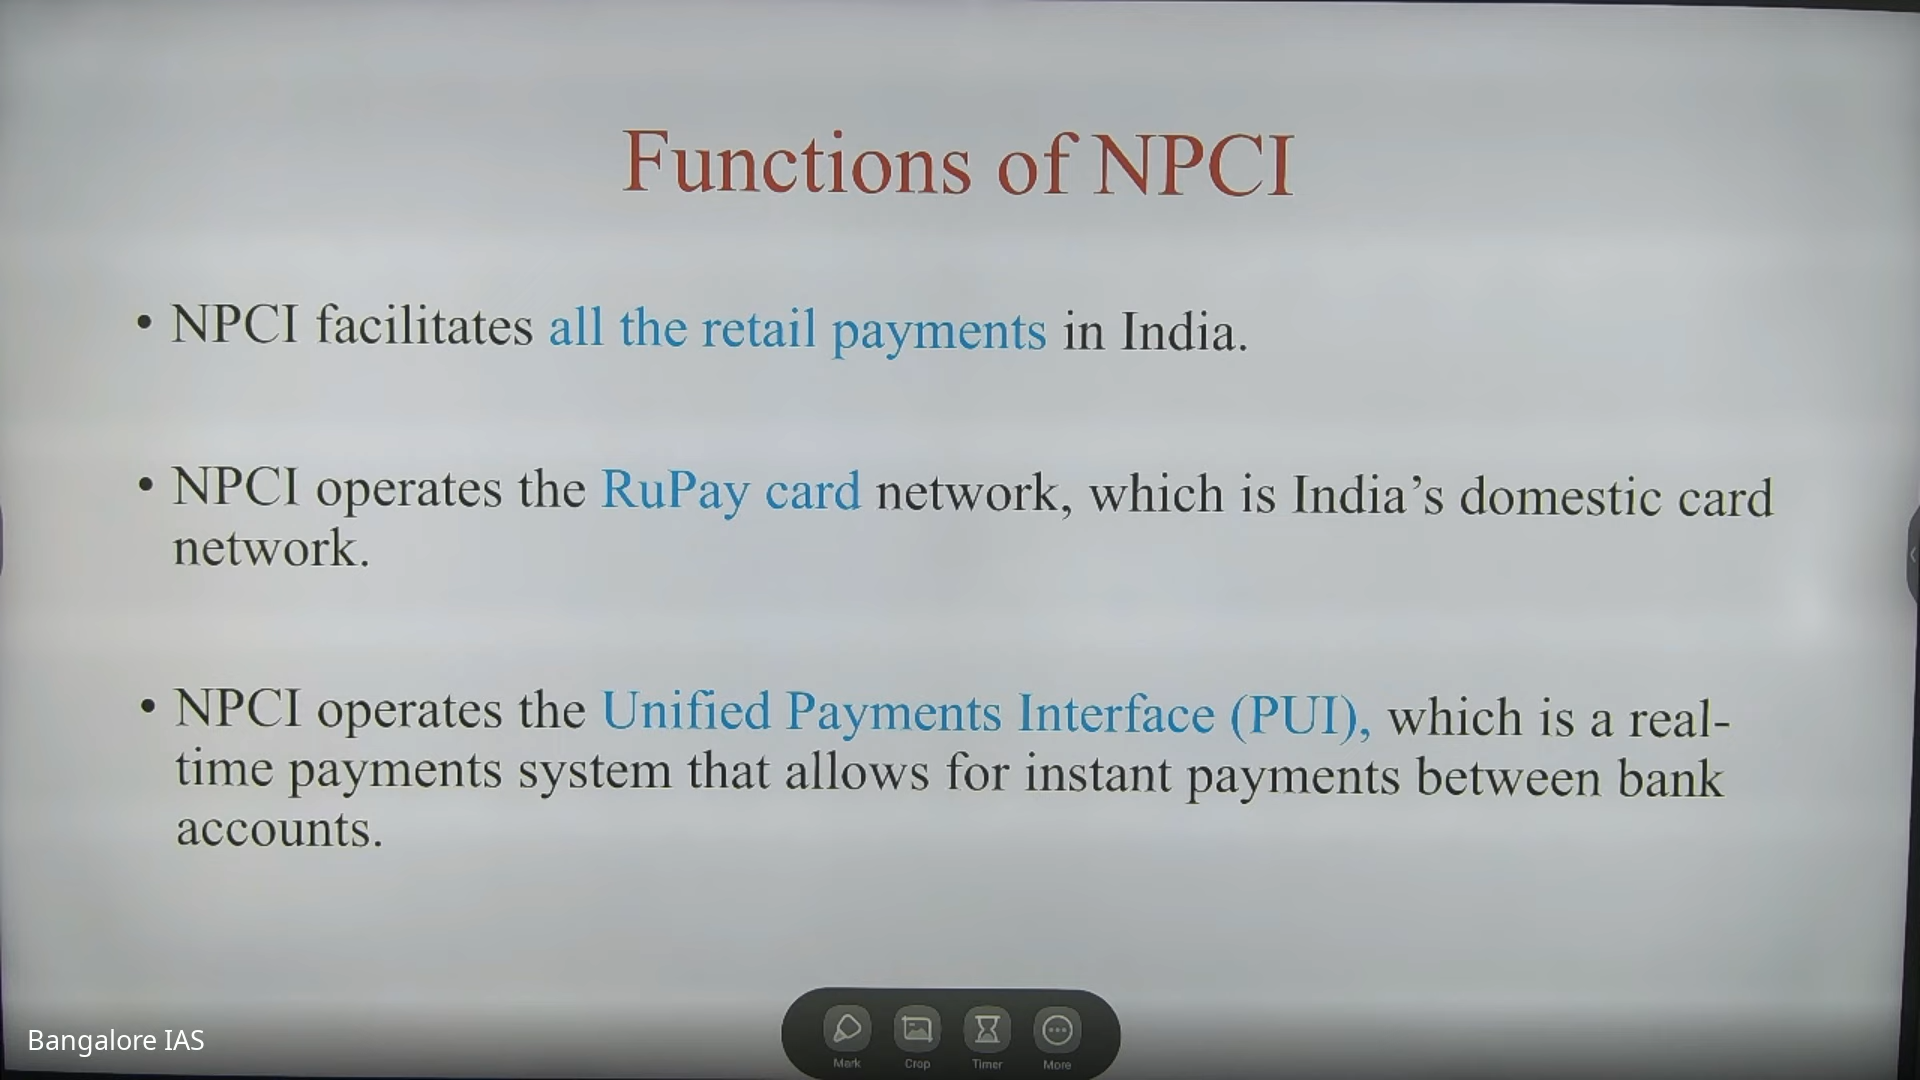 Functions of NPCI
• NPCI facilitates all the retail payments in India.
• NPCI operates the RuPay card network, which is India’s domestic card
network.
• NPCI operates the Unified Payments Interface (PUI), which is a real-
time payments system that allows for instant payments between bank
accounts.
Bangalore IAS
Mark
Crop
Timer
More